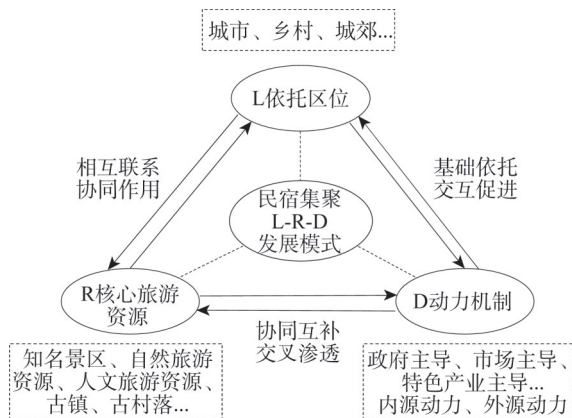 城市、乡村、城郊...
L依托区位
相互联系
协同作用
基础依托
交互促进
民宿集聚
L-R-D
发展模式
R核心旅游
资源
D动力机制
协同互补
交叉渗透
知名景区、自然旅游
资源、人文旅游资源、
古镇、古村落...
政府主导、市场主导、
特色产业主导...
内源动力、外源动力